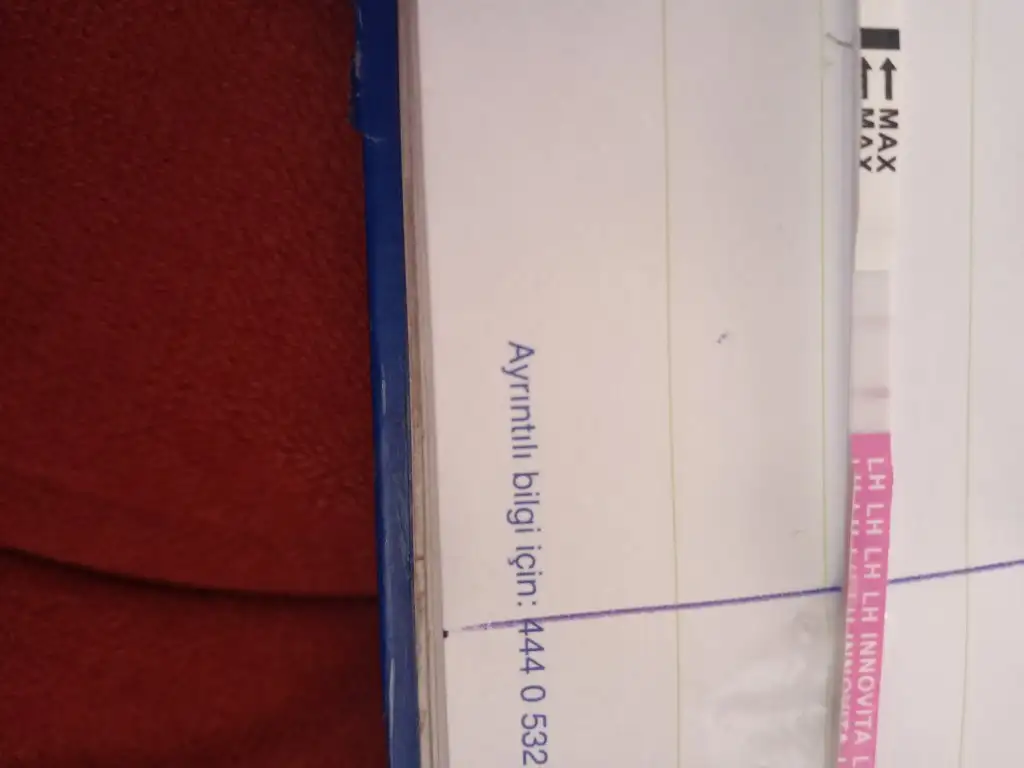 Ayrıntılı bilgi için: 444 0 532
MAX
MAX
LH LH LH LH INNOVITA L